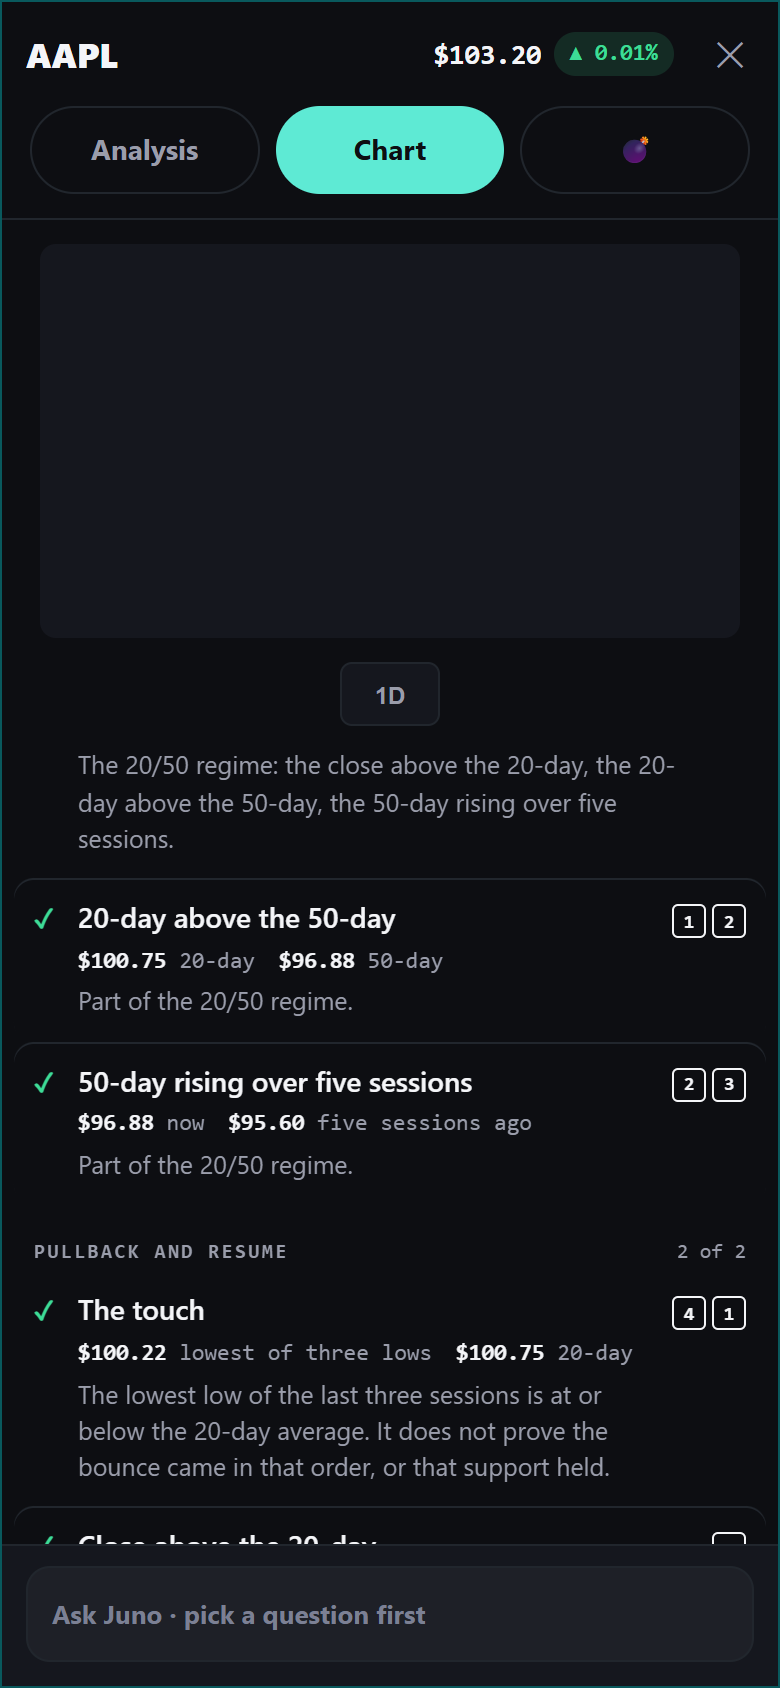 AAPL
$103.20 ▲ 0.01%
Analysis
Chart
1D
The 20/50 regime: the close above the 20-day, the 20-
day above the 50-day, the 50-day rising over five
sessions.
✓ 20-day above the 50-day 1 2
$100.75 20-day $96.88 50-day
Part of the 20/50 regime.
✓ 50-day rising over five sessions 2 3
$96.88 now $95.60 five sessions ago
Part of the 20/50 regime.
PULLBACK AND RESUME 2 of 2
✓ The touch 4 1
$100.22 lowest of three lows $100.75 20-day
The lowest low of the last three sessions is at or
below the 20-day average. It does not prove the
bounce came in that order, or that support held.
Close above the 20-day
Ask Juno · pick a question first